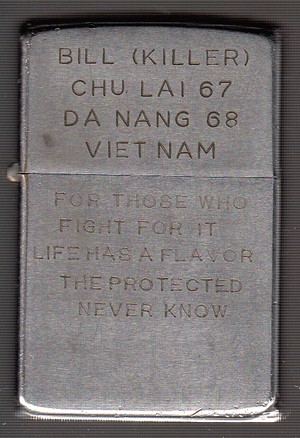 BILL (KILLER)
CHU LAI 67
DA NANG 68
VIET NAM
FOR THOSE WHO
FIGHT FOR IT
LIFE HAS A FLAVOR
THE PROTECTED
NEVER KNOW